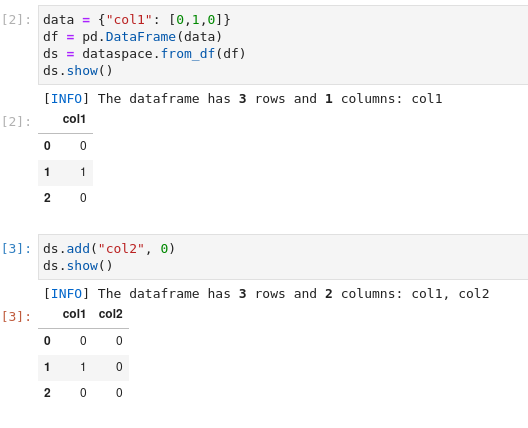 [2]: data = {"col1": [0,1,0]}
df = pd.DataFrame(data)
ds = dataspace.from_df(df)
ds.show()
[INFO] The dataframe has 3 rows and 1 columns: col1
[2]: col1
0 0
1 1
2 0
[3]: ds.add("col2", 0)
ds.show()
[INFO] The dataframe has 3 rows and 2 columns: col1, col2
[3]: col1 col2
0 0 0
1 1 0
2 0 0